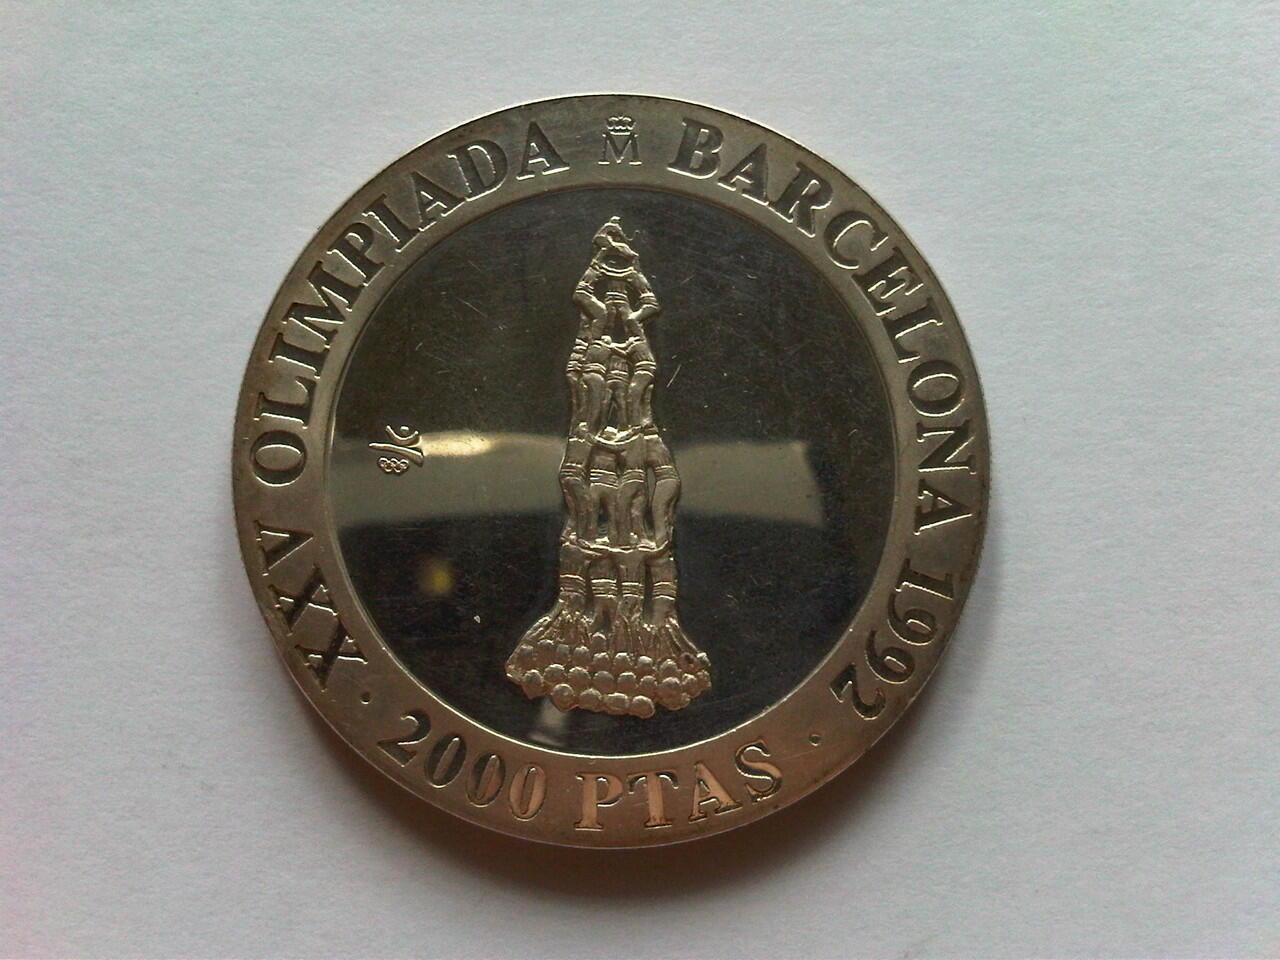 XXV OLIMPIADA M BARCELONA 1992
· 2000 PTAS ·